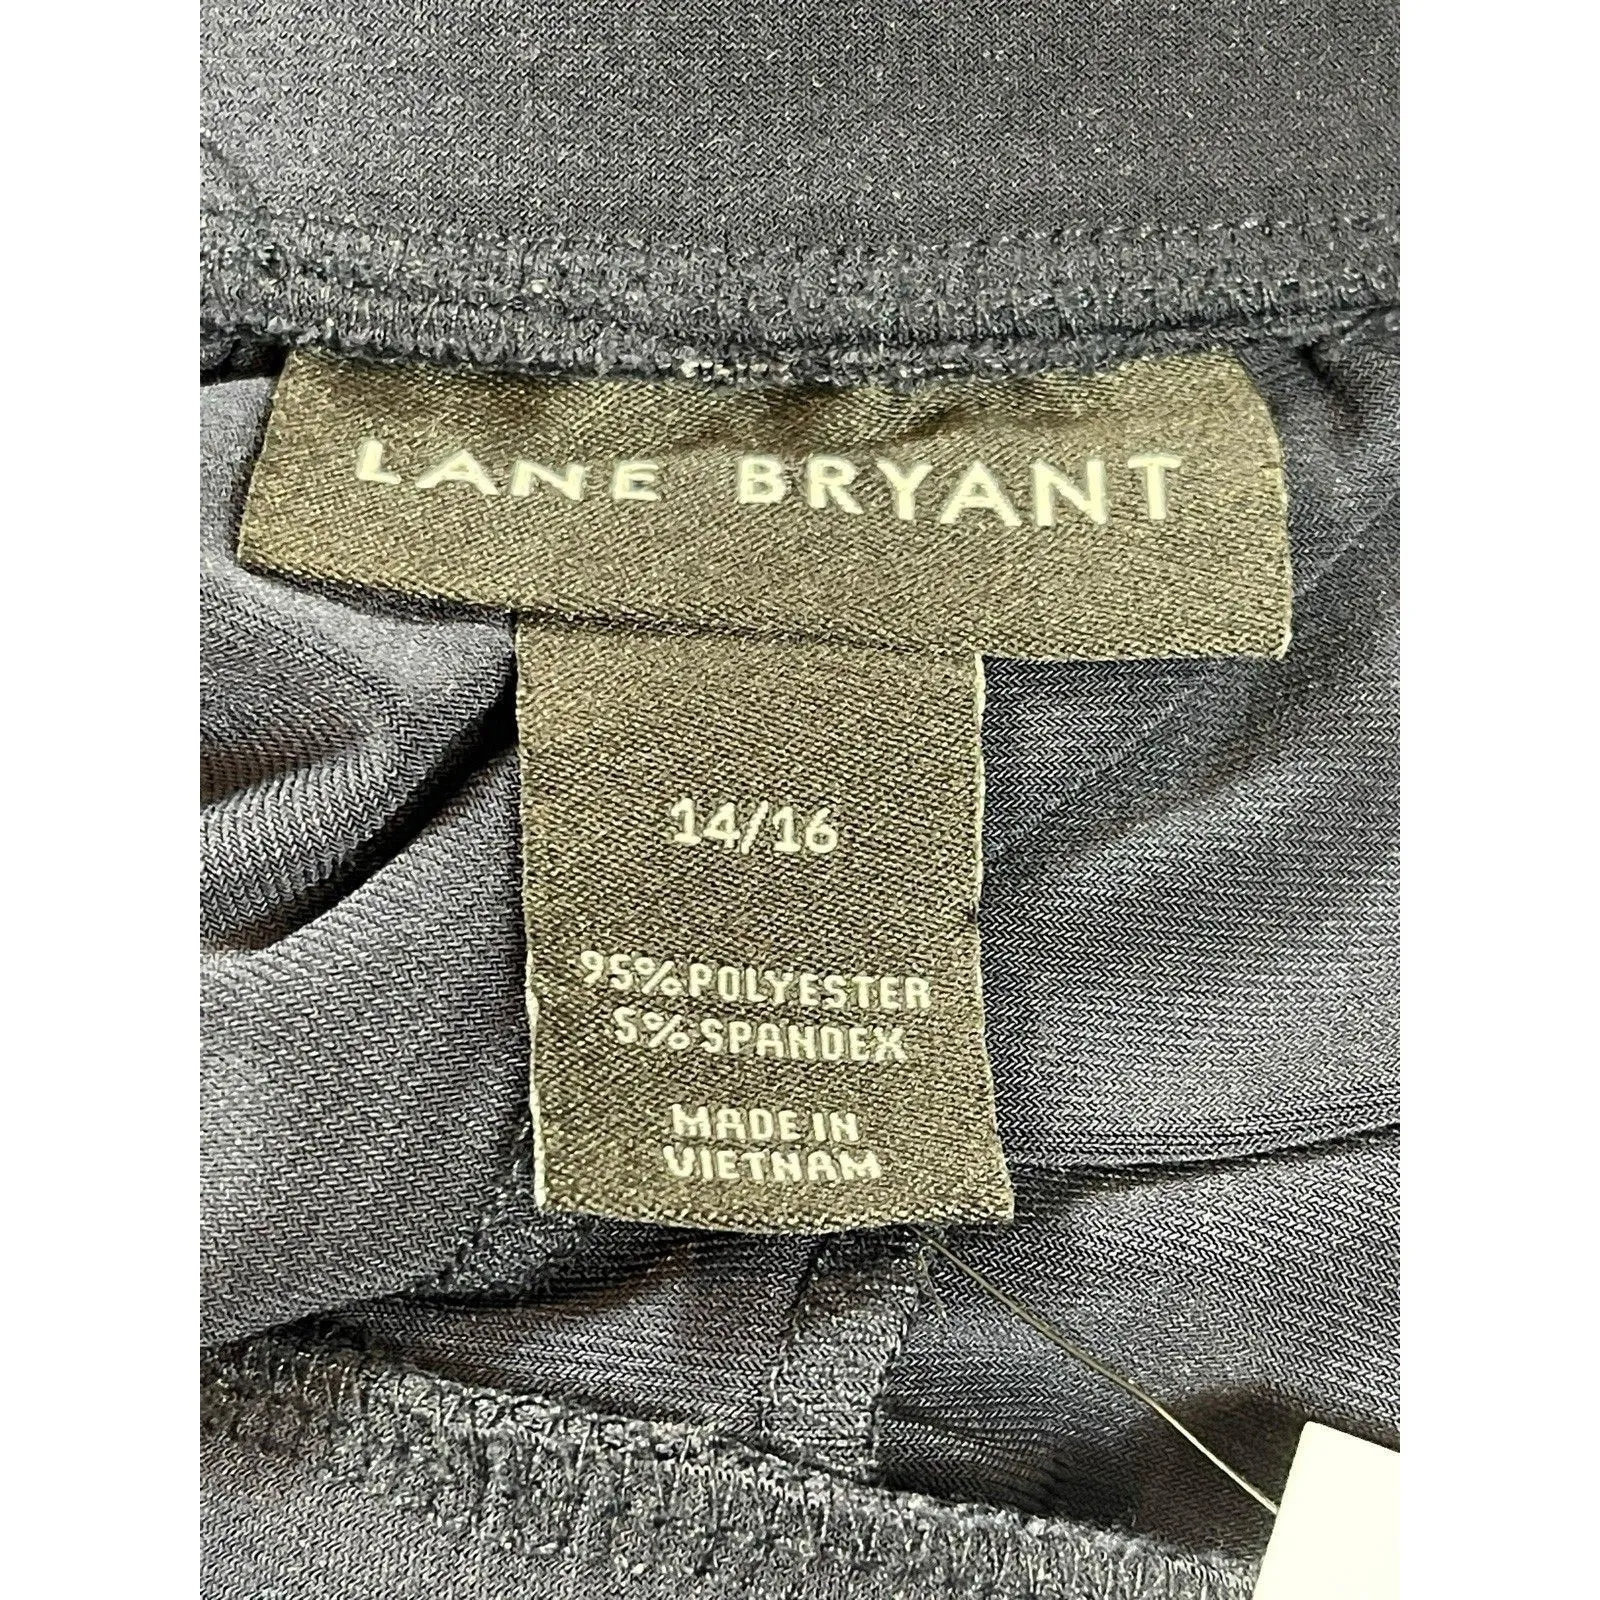 LANE BRYANT
14/16
95% POLYESTER
5% SPANDEX
MADE IN
VIETNAM